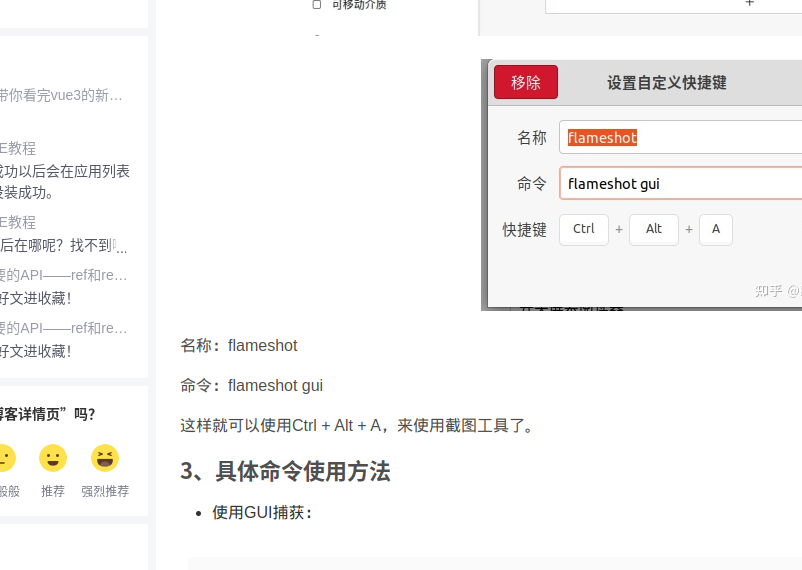 可移动介质
带你看完vue3的新…
E教程
成功以后会在应用列表
没装成功。
E教程
后在哪呢？找不到
要的API——ref和re…
好文进收藏！
要的API——ref和re…
好文进收藏！
博客详情页”吗？
般般
推荐
强烈推荐
移除
设置自定义快捷键
名称
flameshot
命令
flameshot gui
快捷键
Ctrl + Alt + A
知乎 @
名称：flameshot
命令：flameshot gui
这样就可以使用Ctrl + Alt + A，来使用截图工具了。
3、具体命令使用方法
使用GUI捕获：